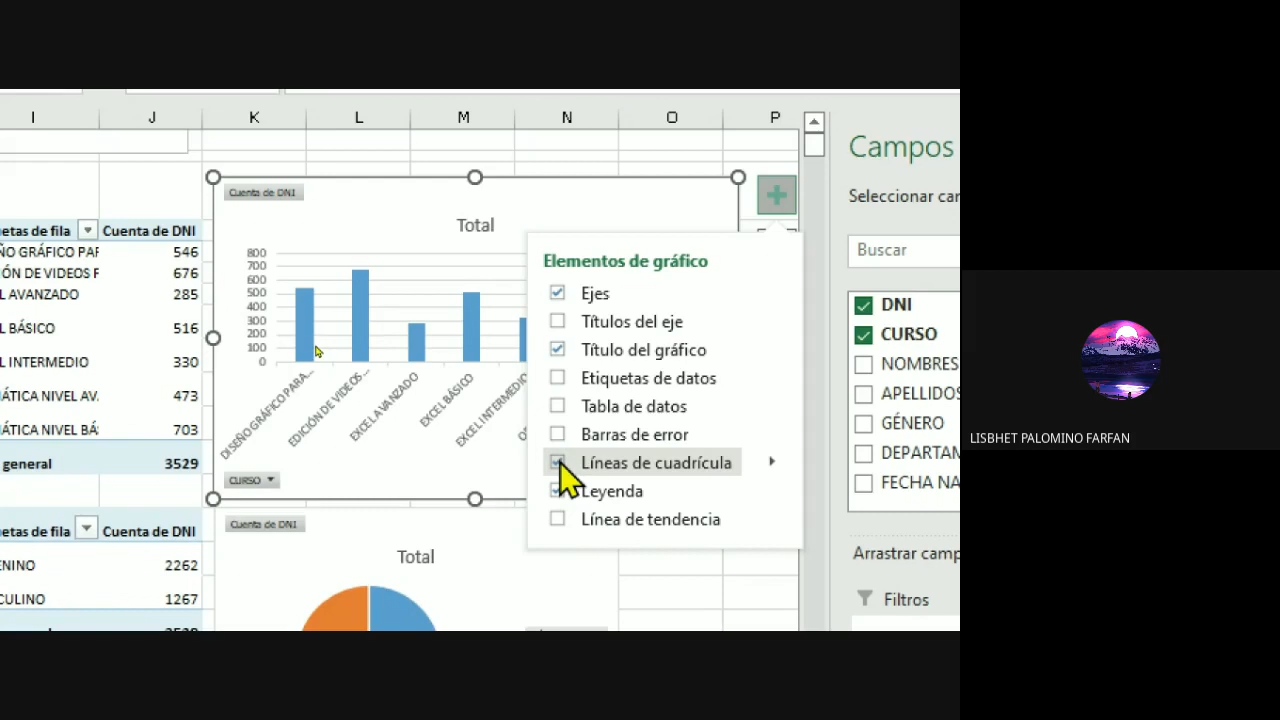 I J K L M N O P
Campos
Seleccionar car
Buscar
DNI
CURSO
NOMBRES
APELLIDOS
GÉNERO
DEPARTAM
FECHA NA
Arrastrar camp
Filtros
etas de fila Cuenta de DNI
ÑO GRÁFICO PAR 546
IÓN DE VIDEOS F 676
L AVANZADO 285
L BÁSICO 516
L INTERMEDIO 330
ÁTICA NIVEL AV. 473
ÁTICA NIVEL BÁ: 703
general 3529
etas de fila Cuenta de DNI
ENINO 2262
CULINO 1267
Cuenta de DNI
Total
800
700
600
500
400
300
200
100
0
DISEÑO GRÁFICO PARA...
EDICIÓN DE VIDEOS...
EXCEL AVANZADO
EXCEL BÁSICO
EXCEL INTERMEDIO
CURSO
Elementos de gráfico
Ejes
Títulos del eje
Título del gráfico
Etiquetas de datos
Tabla de datos
Barras de error
Líneas de cuadrícula
Leyenda
Línea de tendencia
Cuenta de DNI
Total
LISBHET PALOMINO FARFAN